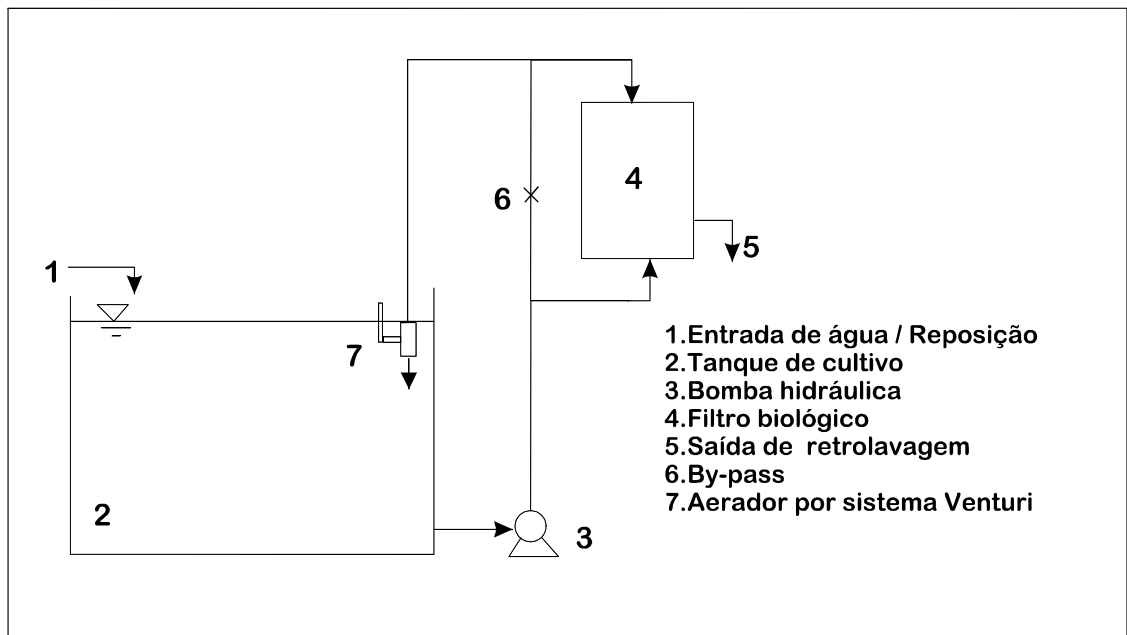 4
6
5
1
7
2
3
1.Entrada de água / Reposição
2.Tanque de cultivo
3.Bomba hidráulica
4.Filtro biológico
5.Saída de retrolavagem
6.By-pass
7.Aerador por sistema Venturi